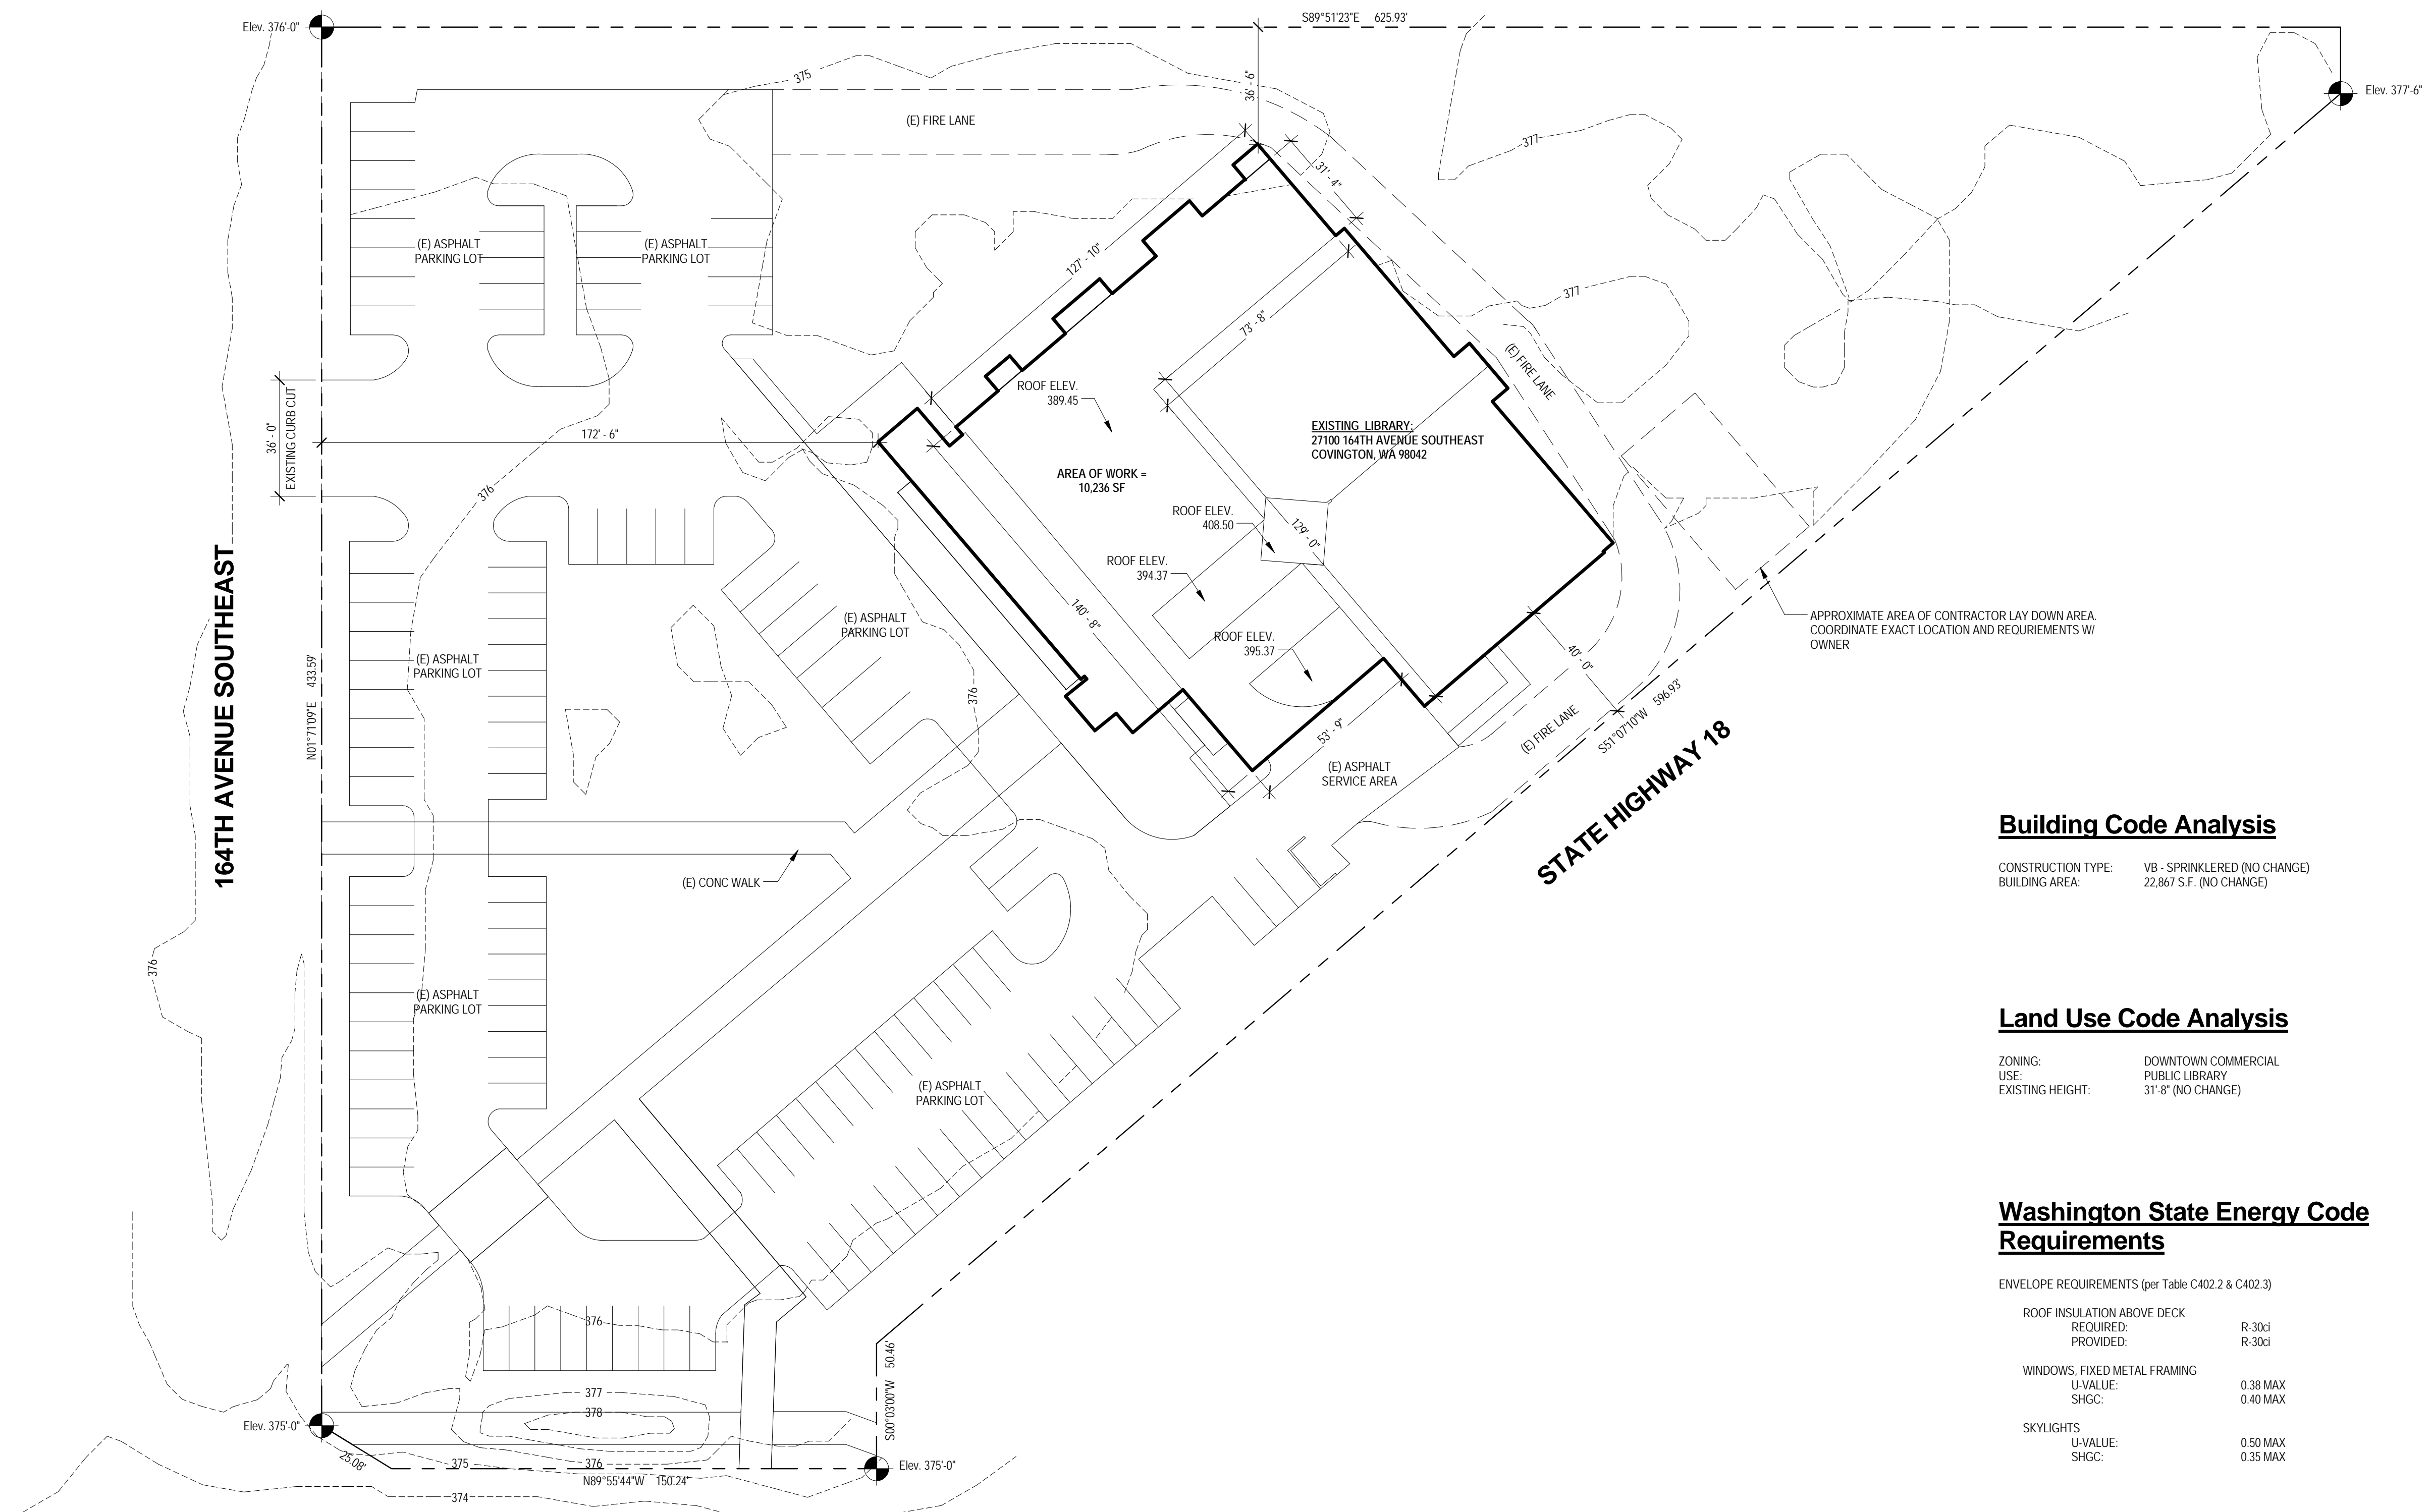 Elev. 376'-0"
S89°51'23"E 625.93'
Elev. 377'-6"
375
36' - 6"
(E) FIRE LANE
377
31' - 4"
(E) ASPHALT
PARKING LOT
(E) ASPHALT
PARKING LOT
127' - 10"
377
73' - 8"
(E) FIRE LANE
ROOF ELEV.
389.45
36' - 0"
EXISTING CURB CUT
172' - 6"
EXISTING LIBRARY:
27100 164TH AVENUE SOUTHEAST
COVINGTON, WA 98042
AREA OF WORK =
10,236 SF
376
ROOF ELEV.
408.50
129' - 0"
ROOF ELEV.
394.37
140' - 8"
(E) ASPHALT
PARKING LOT
ROOF ELEV.
395.37
APPROXIMATE AREA OF CONTRACTOR LAY DOWN AREA.
COORDINATE EXACT LOCATION AND REQURIEMENTS W/
OWNER
40' - 0"
164TH AVENUE SOUTHEAST
N01°71'09"E 433.59'
(E) ASPHALT
PARKING LOT
376
53' - 9"
(E) FIRE LANE
S51°07'10"W 596.93'
STATE HIGHWAY 18
(E) ASPHALT
SERVICE AREA
(E) CONC WALK
376
(E) ASPHALT
PARKING LOT
(E) ASPHALT
PARKING LOT
376
377
378
S00°03'00"W 50.46'
Elev. 375'-0"
25.08'
375
376
N89°55'44"W 150.24'
Elev. 375'-0"
374
Building Code Analysis
CONSTRUCTION TYPE: VB - SPRINKLERED (NO CHANGE)
BUILDING AREA: 22,867 S.F. (NO CHANGE)
Land Use Code Analysis
ZONING: DOWNTOWN COMMERCIAL
USE: PUBLIC LIBRARY
EXISTING HEIGHT: 31'-8" (NO CHANGE)
Washington State Energy Code
Requirements
ENVELOPE REQUIREMENTS (per Table C402.2 & C402.3)
ROOF INSULATION ABOVE DECK
REQUIRED: R-30ci
PROVIDED: R-30ci
WINDOWS, FIXED METAL FRAMING
U-VALUE: 0.38 MAX
SHGC: 0.40 MAX
SKYLIGHTS
U-VALUE: 0.50 MAX
SHGC: 0.35 MAX